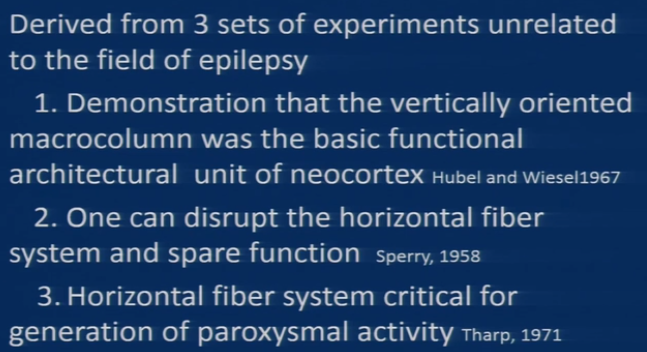 Derived from 3 sets of experiments unrelated
to the field of epilepsy
1. Demonstration that the vertically oriented
macrocolumn was the basic functional
architectural unit of neocortex Hubel and Wiesel1967
2. One can disrupt the horizontal fiber
system and spare function Sperry, 1958
3. Horizontal fiber system critical for
generation of paroxysmal activity Tharp, 1971